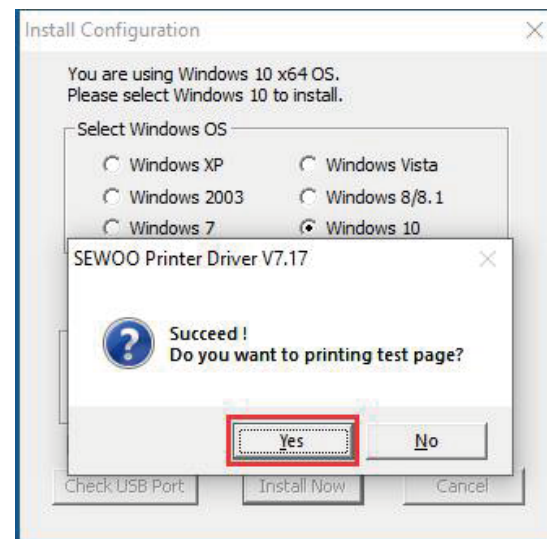 Install Configuration
You are using Windows 10 x64 OS.
Please select Windows 10 to install.
Select Windows OS
Windows XP Windows Vista
Windows 2003 Windows 8/8.1
Windows 7 Windows 10
SEWOO Printer Driver V7.17
Succeed !
Do you want to printing test page?
Yes No
Check USB Port Install Now Cancel